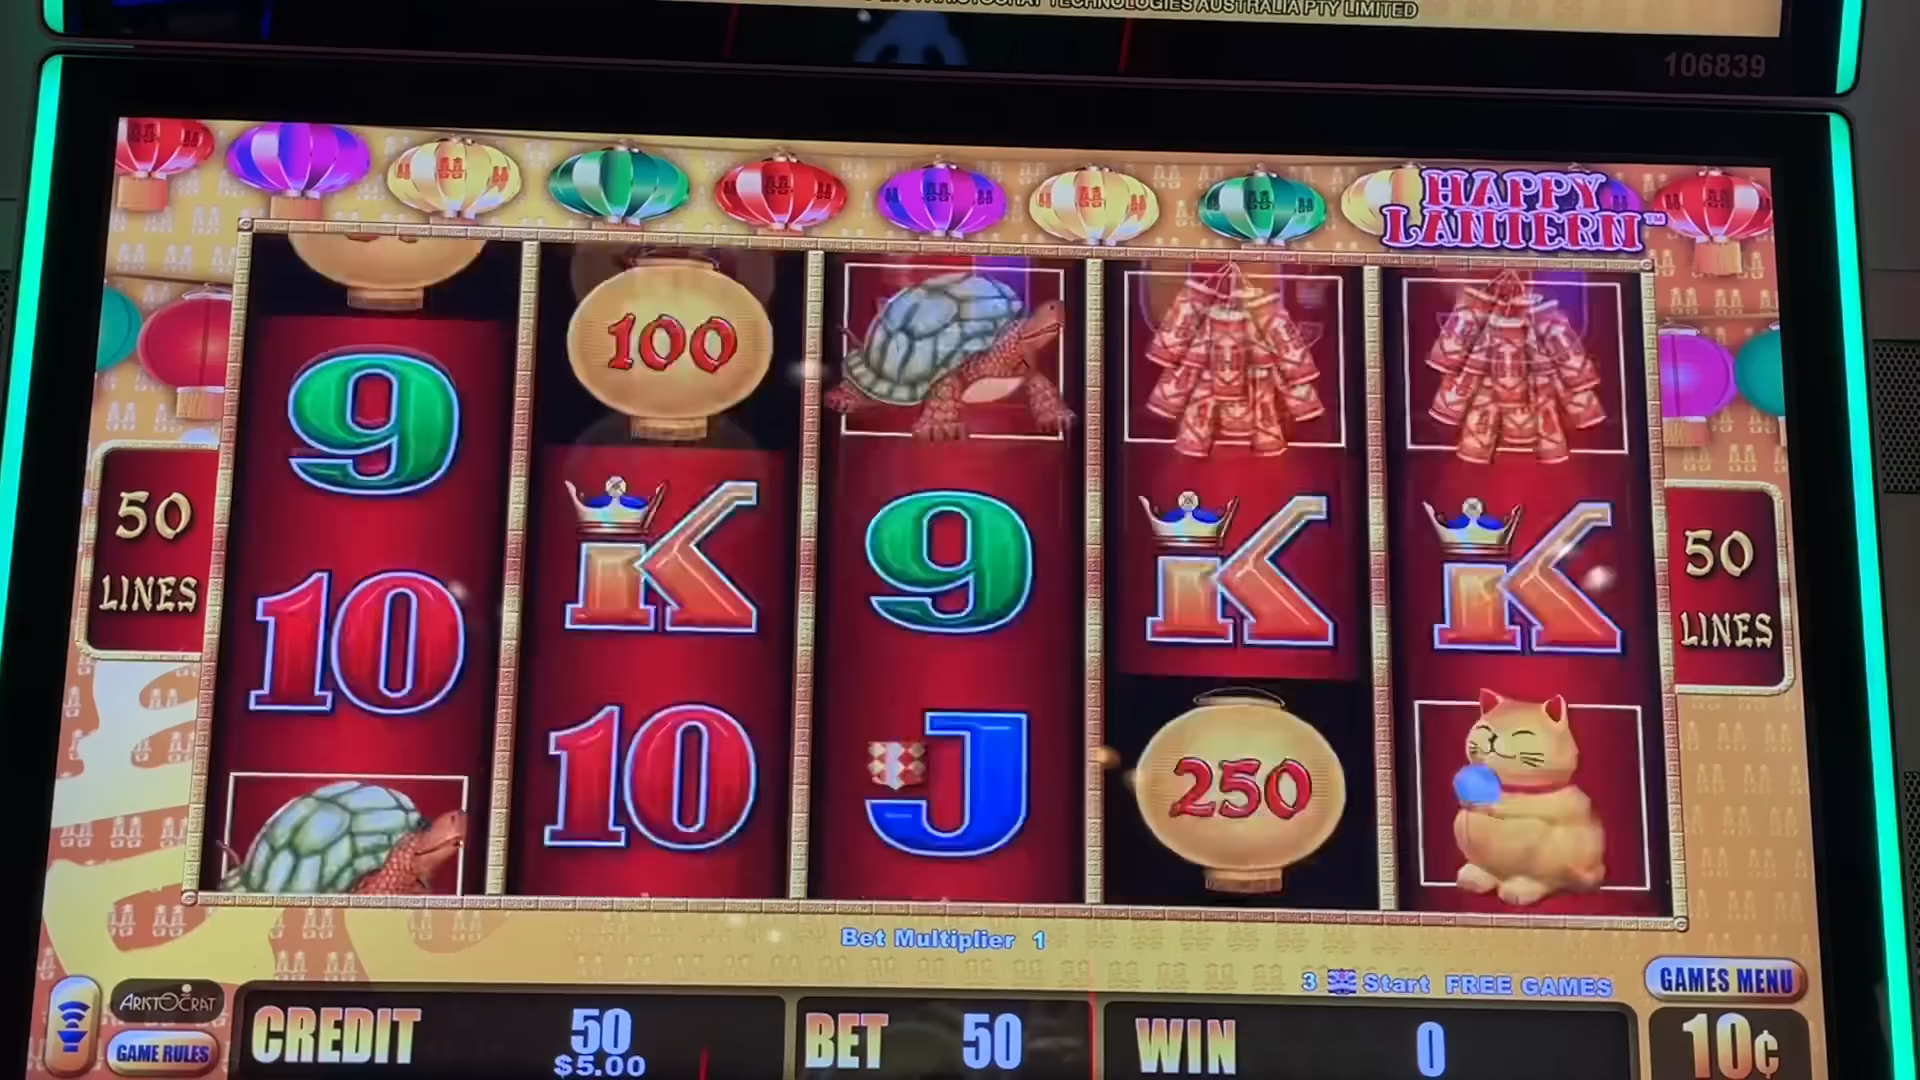 TECHNOLOGIES AUSTRALIA PTY LIMITED
106839
HAPPY
LANTERN™
100
9
50
LINES
K
9
K
K
50
LINES
10
10
J
250
Bet Multiplier 1
3 Start FREE GAMES
GAMES MENU
ARISTOCRAT
GAME RULES
CREDIT 50
$5.00
BET 50
WIN 0
10¢